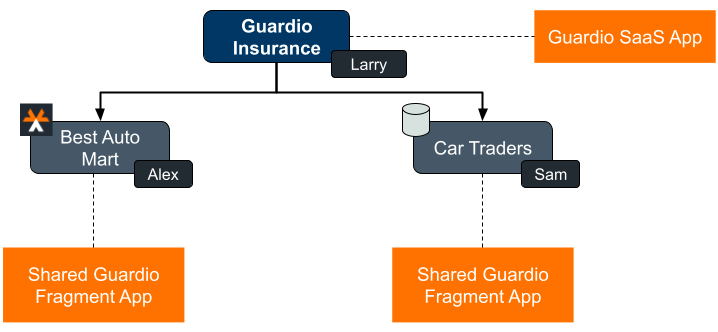 Guardio
Insurance
Guardio SaaS App
Larry
Best Auto
Mart
Alex
Car Traders
Sam
Shared Guardio
Fragment App
Shared Guardio
Fragment App